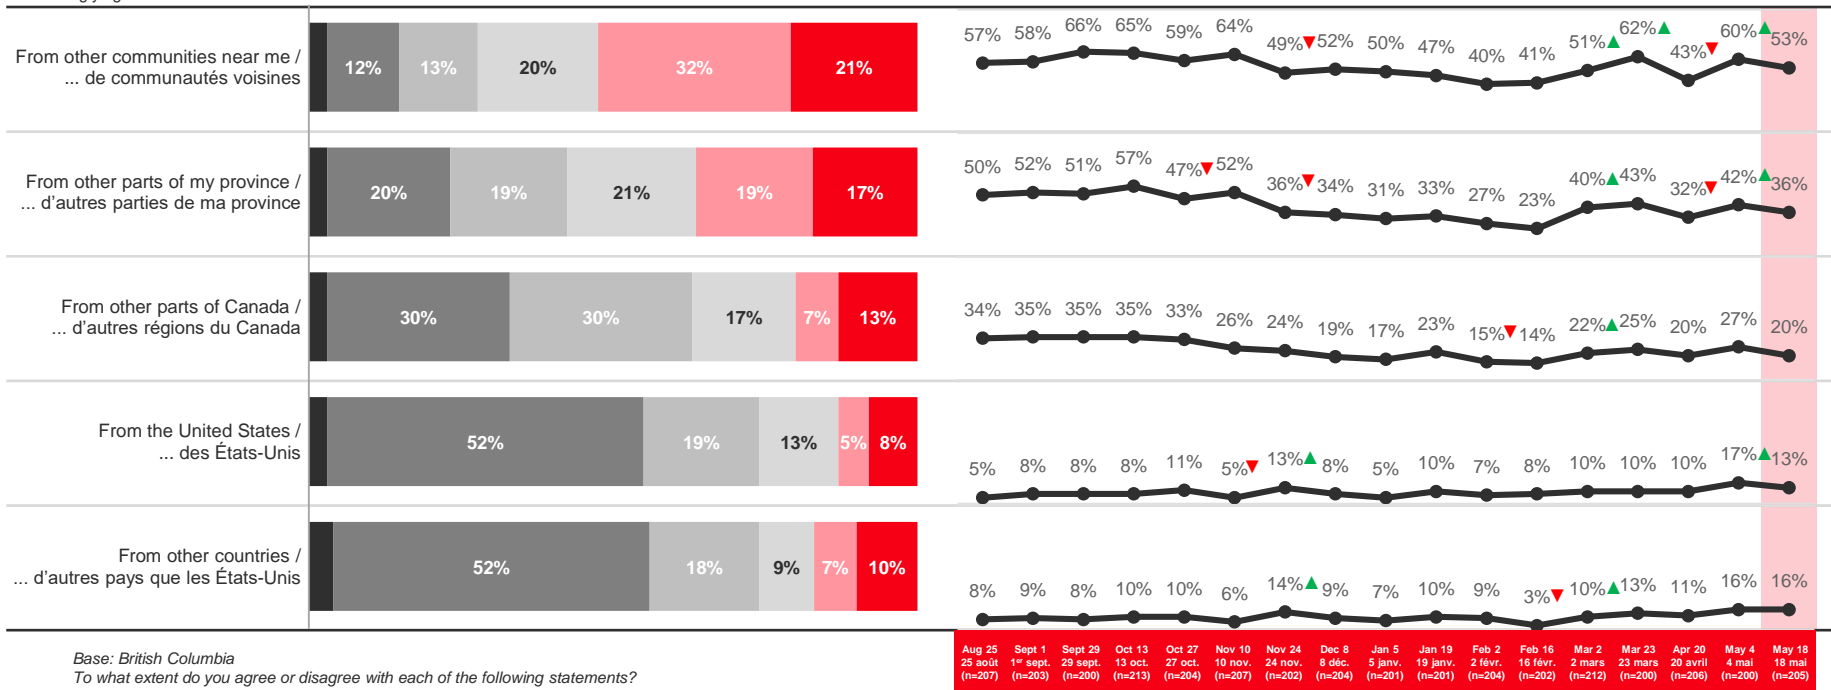 From other communities near me /
... de communautés voisines
12% 13% 20% 32% 21%
57% 58% 66% 65% 59% 64% 49% 52% 50% 47% 40% 41% 51% 62% 43% 60% 53%
From other parts of my province /
... d'autres parties de ma province
20% 19% 21% 19% 17%
50% 52% 51% 57% 47% 52% 36% 34% 31% 33% 27% 23% 40% 43% 32% 42% 36%
From other parts of Canada /
... d'autres régions du Canada
30% 30% 17% 7% 13%
34% 35% 35% 35% 33% 26% 24% 19% 17% 23% 15% 14% 22% 25% 20% 27% 20%
From the United States /
... des États-Unis
52% 19% 13% 5% 8%
5% 8% 8% 8% 11% 5% 13% 8% 5% 10% 7% 8% 10% 10% 10% 17% 13%
From other countries /
... d'autres pays que les États-Unis
52% 18% 9% 7% 10%
8% 9% 8% 10% 10% 6% 14% 9% 7% 10% 9% 3% 10% 13% 11% 16% 16%
Aug 25 Sept 1 Sept 29 Oct 13 Oct 27 Nov 10 Nov 24 Dec 8 Jan 5 Jan 19 Feb 2 Feb 16 Mar 2 Mar 23 Apr 20 May 4 May 18
25 août 1er sept. 29 sept. 13 oct. 27 oct. 10 nov. 24 nov. 8 déc. 5 janv. 19 janv. 2 févr. 16 févr. 2 mars 23 mars 20 avril 4 mai 18 mai
(n=207) (n=203) (n=200) (n=213) (n=204) (n=207) (n=202) (n=204) (n=201) (n=201) (n=204) (n=202) (n=212) (n=200) (n=206) (n=200) (n=205)
Base: British Columbia
To what extent do you agree or disagree with each of the following statements?